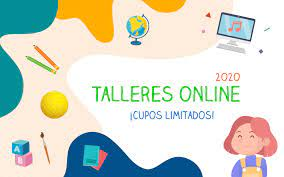 2020
TALLERES ONLINE
¡CUPOS LIMITADOS!
A
B